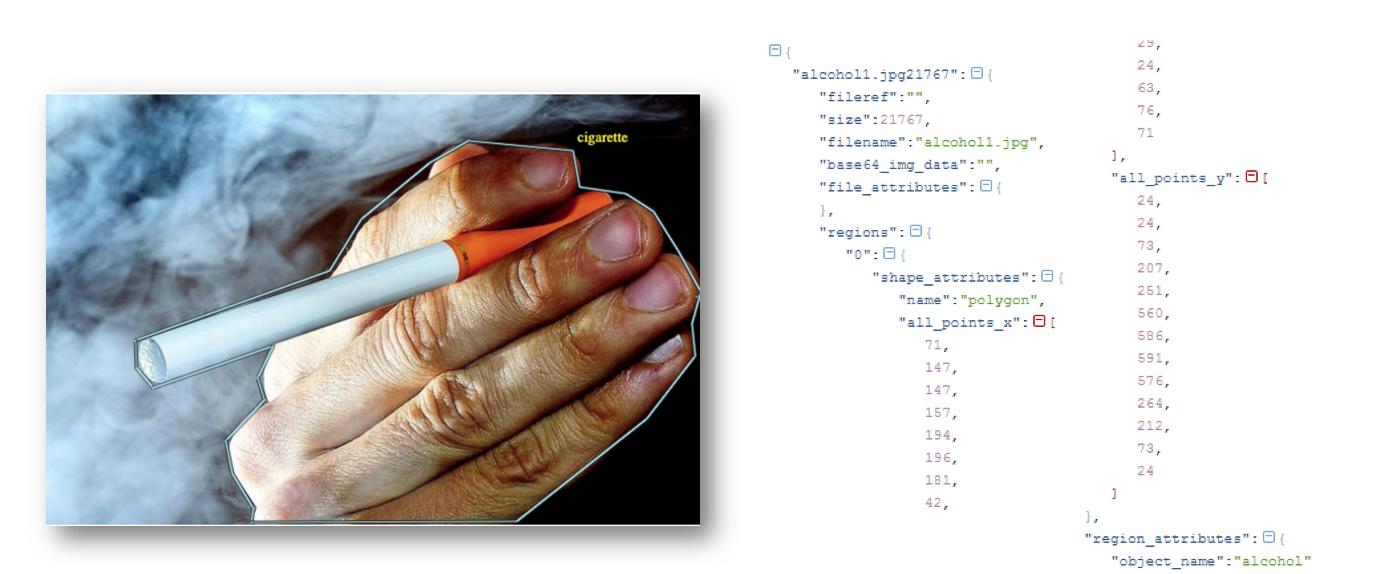 cigarette
{
"alcohol1.jpg21767":{
"fileref":"",
"size":21767,
"filename":"alcohol1.jpg",
"base64_img_data":"",
"file_attributes":{
},
"regions":{
"0":{
"shape_attributes":{
"name":"polygon",
"all_points_x":[
71,
147,
147,
157,
194,
196,
181,
42,
29,
24,
63,
76,
71
],
"all_points_y":[
24,
24,
73,
207,
251,
560,
586,
591,
576,
264,
212,
73,
24
]
},
"region_attributes":{
"object_name":"alcohol"